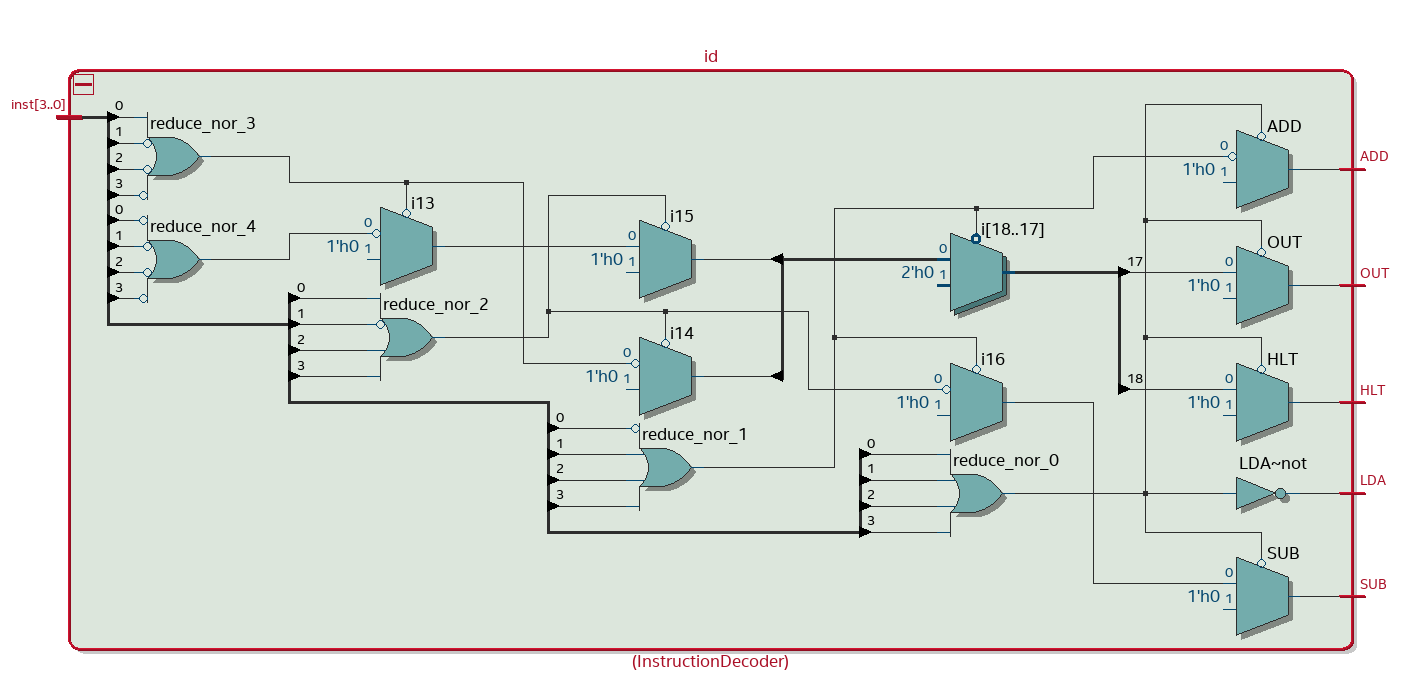 id
inst[3..0]
0
1
2
3
reduce_nor_3
0
1
2
3
reduce_nor_4
0
1'h0 1
i13
0
1
2
3
reduce_nor_2
0
1'h0 1
i15
0
1'h0 1
i14
0
1
2
3
reduce_nor_1
0
2'h0 1
i[18..17]
0
1'h0 1
i16
0
1
2
3
reduce_nor_0
17
18
0
1'h0 1
ADD
ADD
0
1'h0 1
OUT
OUT
0
1'h0 1
HLT
HLT
LDA~not
LDA
0
1'h0 1
SUB
SUB
(InstructionDecoder)